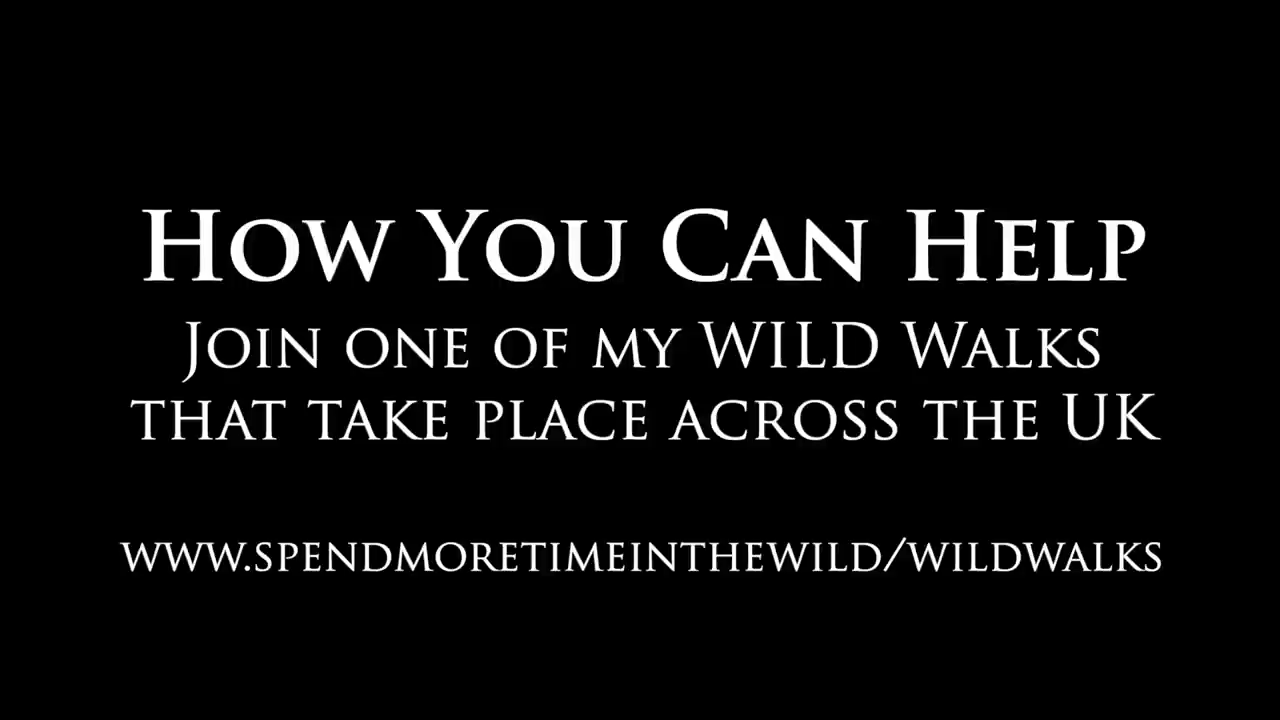 How You Can Help
Join one of my WILD Walks
that take place across the UK
www.spendmoretimeinthewild/wildwalks